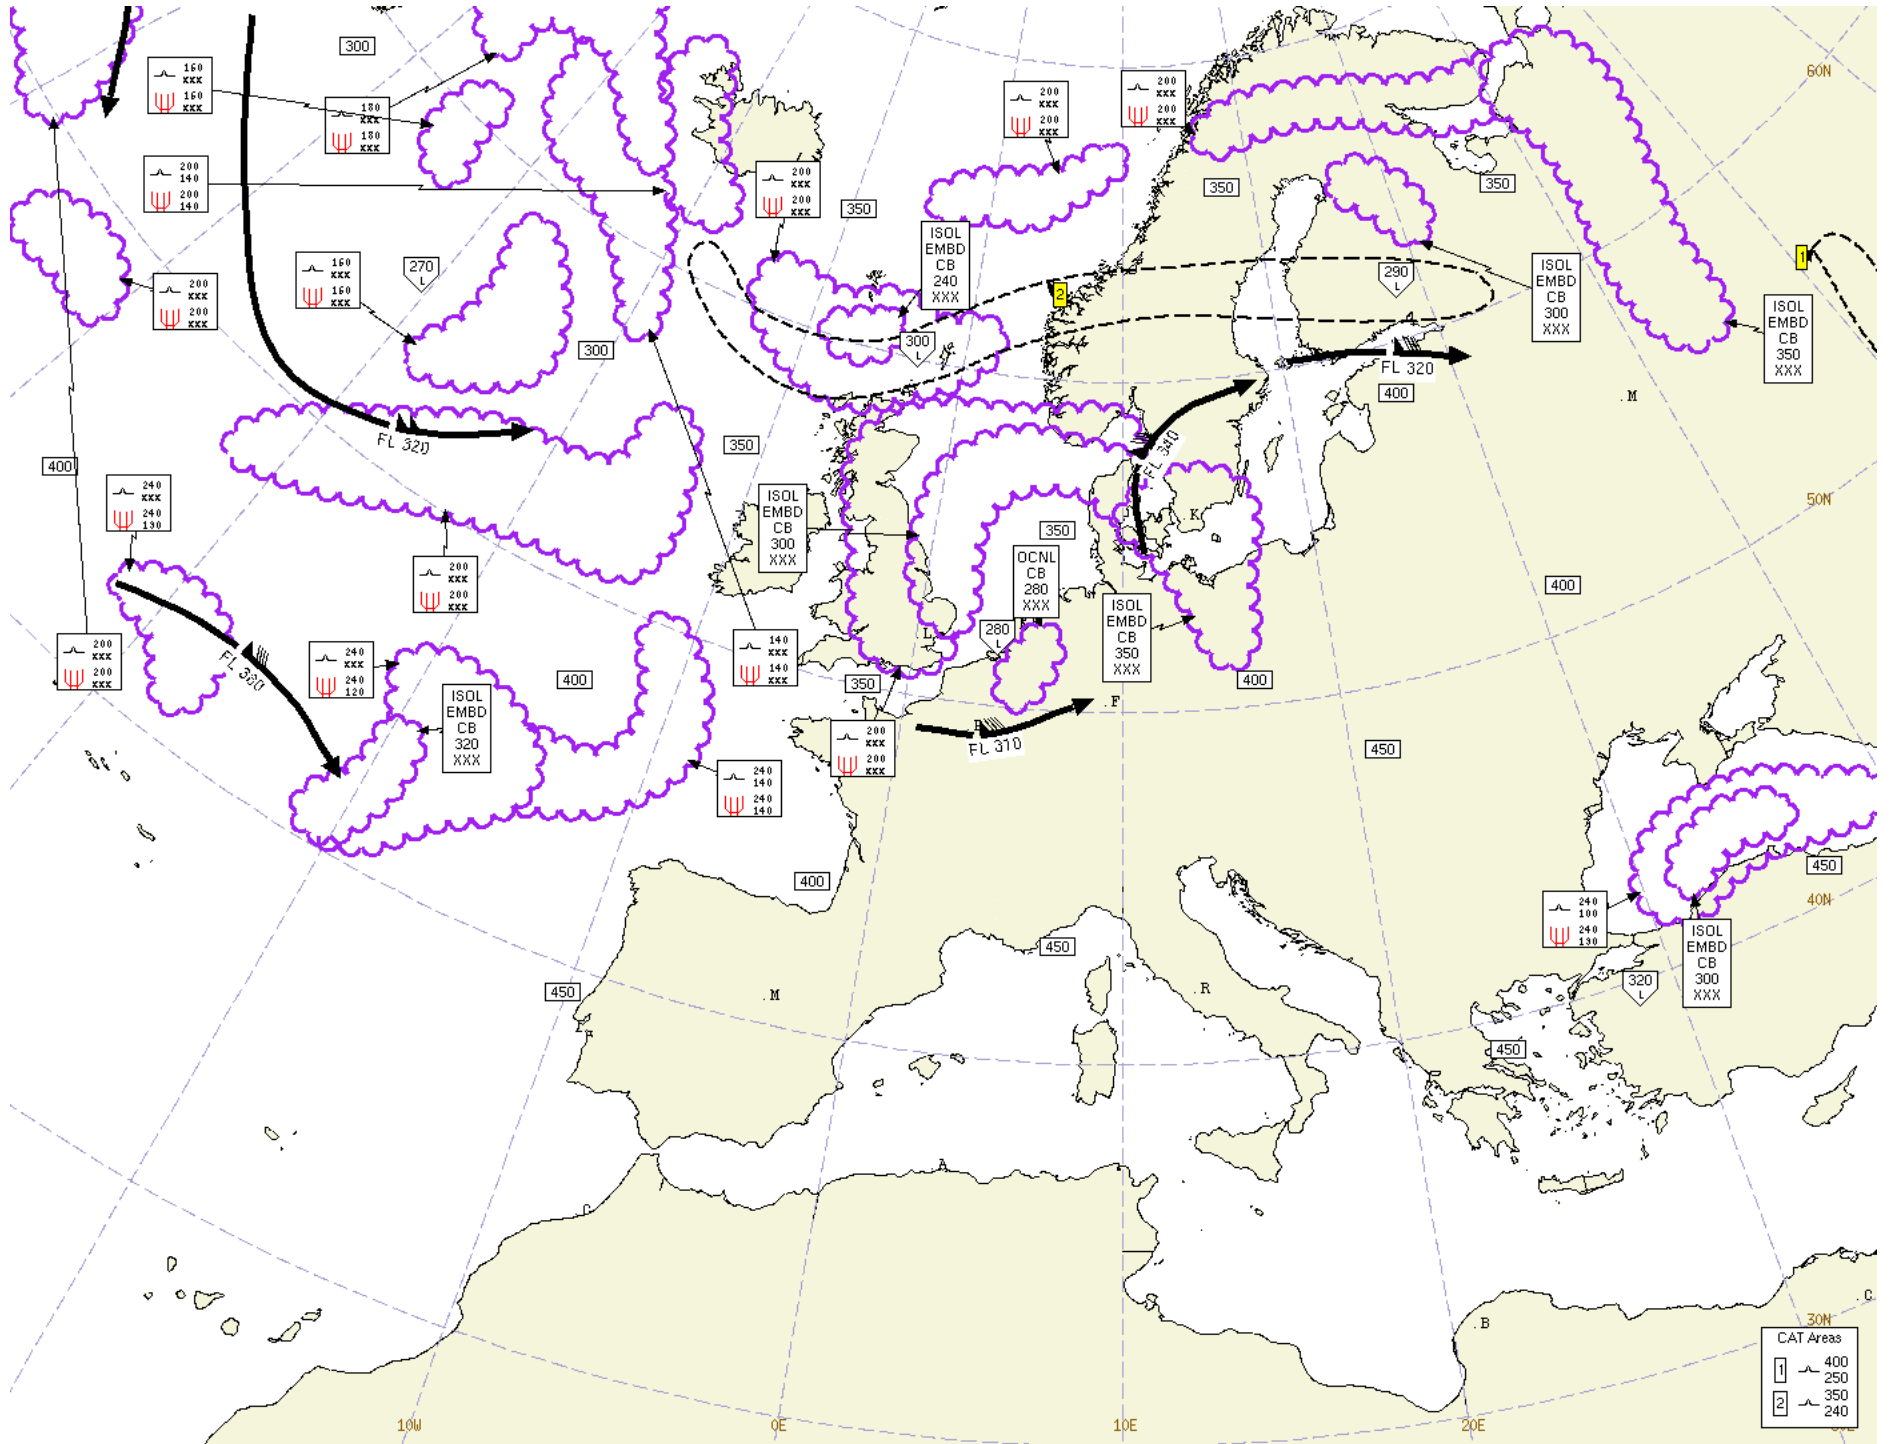 300
160
XXX
160
XXX
180
XXX
180
XXX
200
XXX
200
XXX
200
XXX
200
XXX
60N
200
140
200
140
200
XXX
200
XXX
350
350
350
ISOL
EMBD
CB
240
XXX
160
XXX
160
XXX
270
L
200
XXX
200
XXX
2
290
L
ISOL
EMBD
CB
300
XXX
1
ISOL
EMBD
CB
350
XXX
300
300
L
FL 320
400
M
FL 320
350
FL 340
400
240
XXX
240
130
ISOL
EMBD
CB
300
XXX
350
K
50N
200
XXX
200
XXX
OCNL
CB
280
XXX
400
ISOL
EMBD
CB
350
XXX
200
XXX
200
XXX
FL 380
240
XXX
240
120
400
140
XXX
140
XXX
L
280
L
350
400
ISOL
EMBD
CB
320
XXX
200
XXX
200
XXX
P
F
FL 370
450
240
140
240
140
400
450
240
100
240
130
40N
ISOL
EMBD
CB
300
XXX
450
450
M
R
320
L
L
450
A
C
C
B
30N
CAT Areas
1
400
250
2
350
240
10W
0E
10E
20E